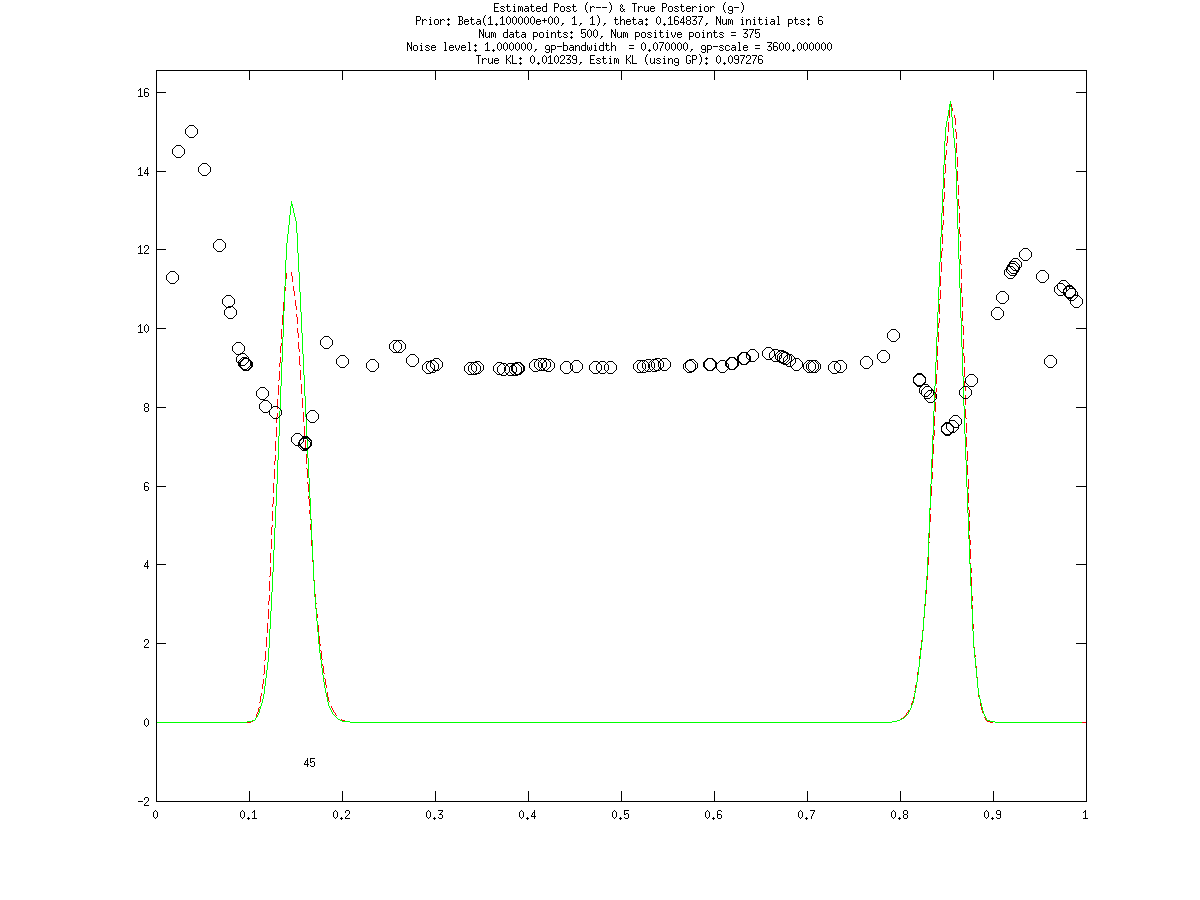 Estimated Post (r--) & True Posterior (g-)
Prior: Beta(1.100000e+00, 1, 1), theta: 0.164837, Num initial pts: 6
Num data points: 500, Num positive points = 375
Noise level: 1.000000, gp-bandwidth  = 0.070000, gp-scale = 3600.000000
True KL: 0.010239, Estim KL (using GP): 0.097276
16
14
12
10
8
6
4
2
0
45
-2
0 0.1 0.2 0.3 0.4 0.5 0.6 0.7 0.8 0.9 1